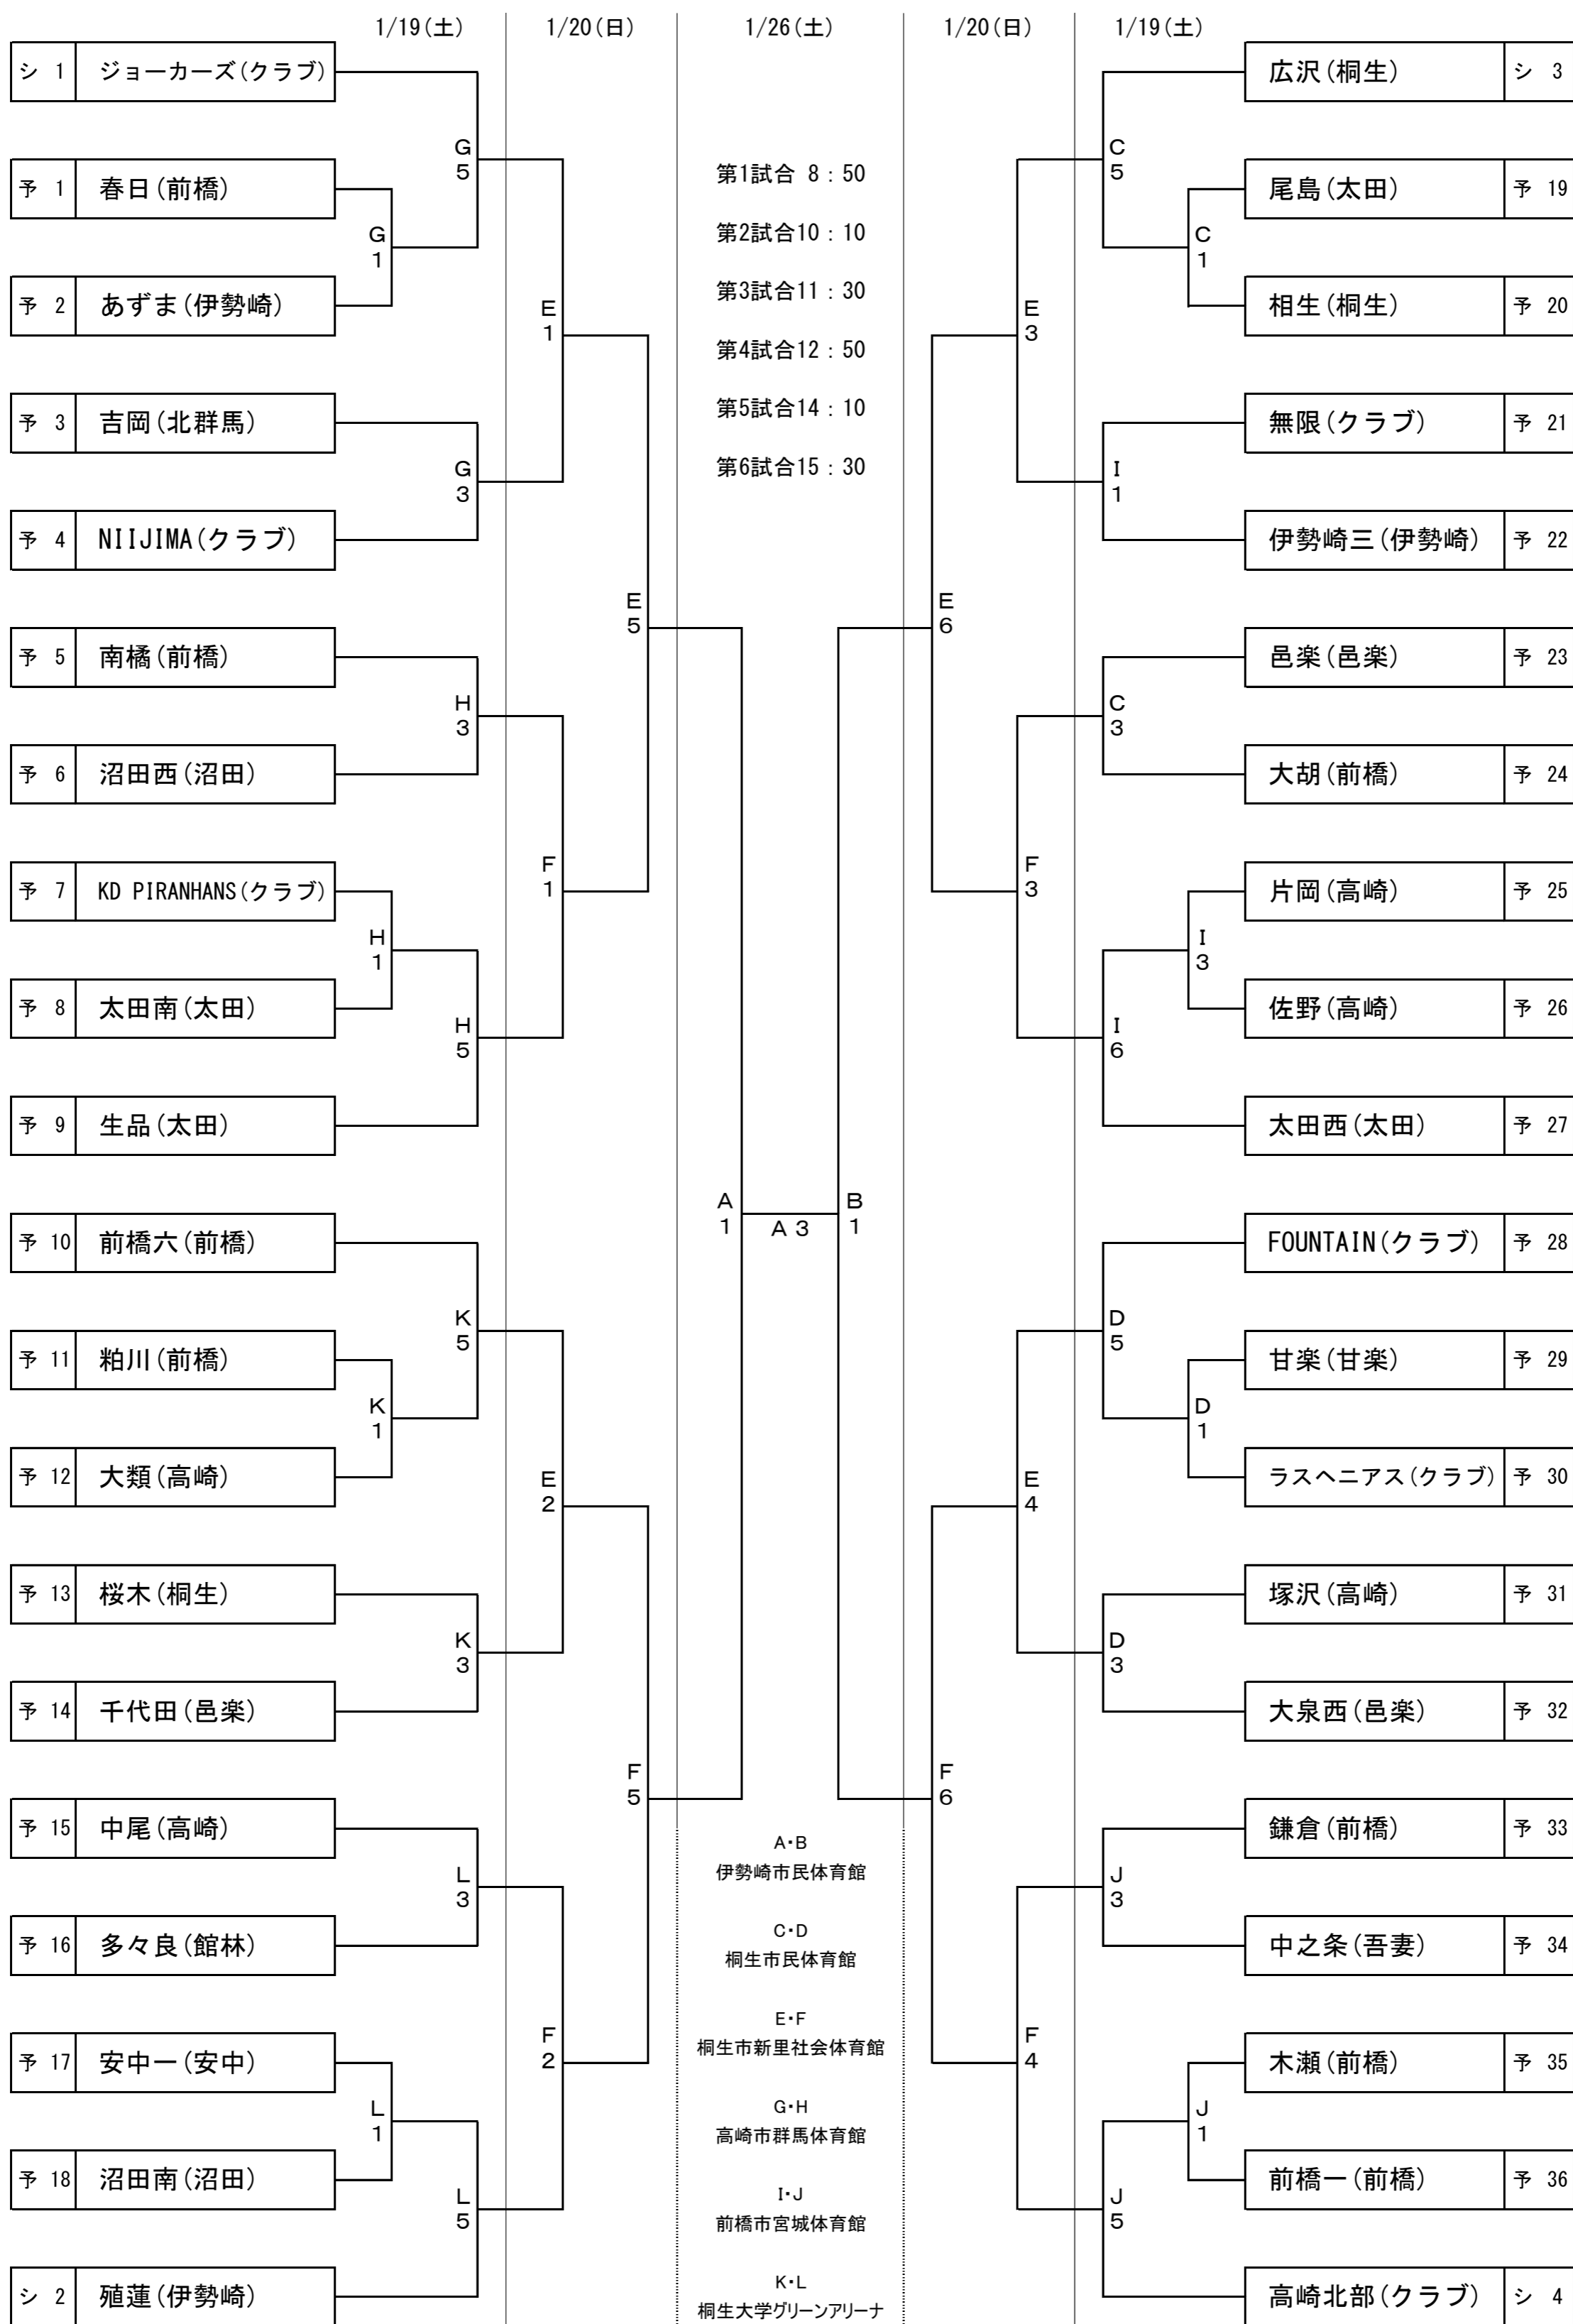 1/19(土) 1/20(日) 1/26(土) 1/20(日) 1/19(土)
シ 1 ジョーカーズ(クラブ)
予 1 春日(前橋)
予 2 あずま(伊勢崎)
予 3 吉岡(北群馬)
予 4 NIIJIMA(クラブ)
予 5 南橘(前橋)
予 6 沼田西(沼田)
予 7 KD PIRANHANS(クラブ)
予 8 太田南(太田)
予 9 生品(太田)
予 10 前橋六(前橋)
予 11 粕川(前橋)
予 12 大類(高崎)
予 13 桜木(桐生)
予 14 千代田(邑楽)
予 15 中尾(高崎)
予 16 多々良(館林)
予 17 安中一(安中)
予 18 沼田南(沼田)
シ 2 殖蓮(伊勢崎)
G
5
G
1
G
3
H
3
H
1
H
5
K
5
K
1
K
3
L
3
L
1
L
5
E
1
F
1
E
2
F
2
E
5
F
5
第1試合 8:50
第2試合10:10
第3試合11:30
第4試合12:50
第5試合14:10
第6試合15:30
A
1
A 3
B
1
A・B
伊勢崎市民体育館
C・D
桐生市民体育館
E・F
桐生市新里社会体育館
G・H
高崎市群馬体育館
I・J
前橋市宮城体育館
K・L
桐生大学グリーンアリーナ
E
6
F
6
E
3
F
3
E
4
F
4
C
5
C
1
I
1
C
3
I
3
I
6
D
5
D
1
D
3
J
3
J
1
J
5
広沢(桐生) シ 3
尾島(太田) 予 19
相生(桐生) 予 20
無限(クラブ) 予 21
伊勢崎三(伊勢崎) 予 22
邑楽(邑楽) 予 23
大胡(前橋) 予 24
片岡(高崎) 予 25
佐野(高崎) 予 26
太田西(太田) 予 27
FOUNTAIN(クラブ) 予 28
甘楽(甘楽) 予 29
ラスヘニアス(クラブ) 予 30
塚沢(高崎) 予 31
大泉西(邑楽) 予 32
鎌倉(前橋) 予 33
中之条(吾妻) 予 34
木瀬(前橋) 予 35
前橋一(前橋) 予 36
高崎北部(クラブ) シ 4